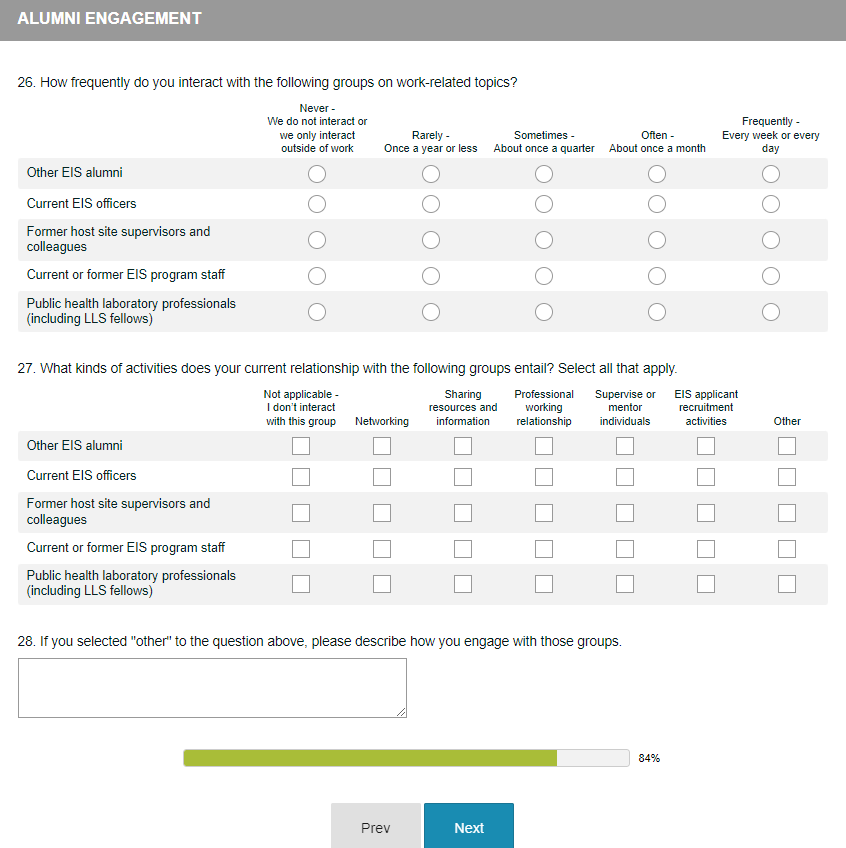 ALUMNI ENGAGEMENT
26. How frequently do you interact with the following groups on work-related topics?
Never -
We do not interact or
we only interact
outside of work
Rarely -
Once a year or less
Sometimes -
About once a quarter
Often -
About once a month
Frequently -
Every week or every
day
Other EIS alumni
Current EIS officers
Former host site supervisors and
colleagues
Current or former EIS program staff
Public health laboratory professionals
(including LLS fellows)
27. What kinds of activities does your current relationship with the following groups entail? Select all that apply.
Not applicable -
I don't interact
with this group
Networking
Sharing
resources and
information
Professional
working
relationship
Supervise or
mentor
individuals
EIS applicant
recruitment
activities
Other
Other EIS alumni
Current EIS officers
Former host site supervisors and
colleagues
Current or former EIS program staff
Public health laboratory professionals
(including LLS fellows)
28. If you selected "other" to the question above, please describe how you engage with those groups.
84%
Prev
Next